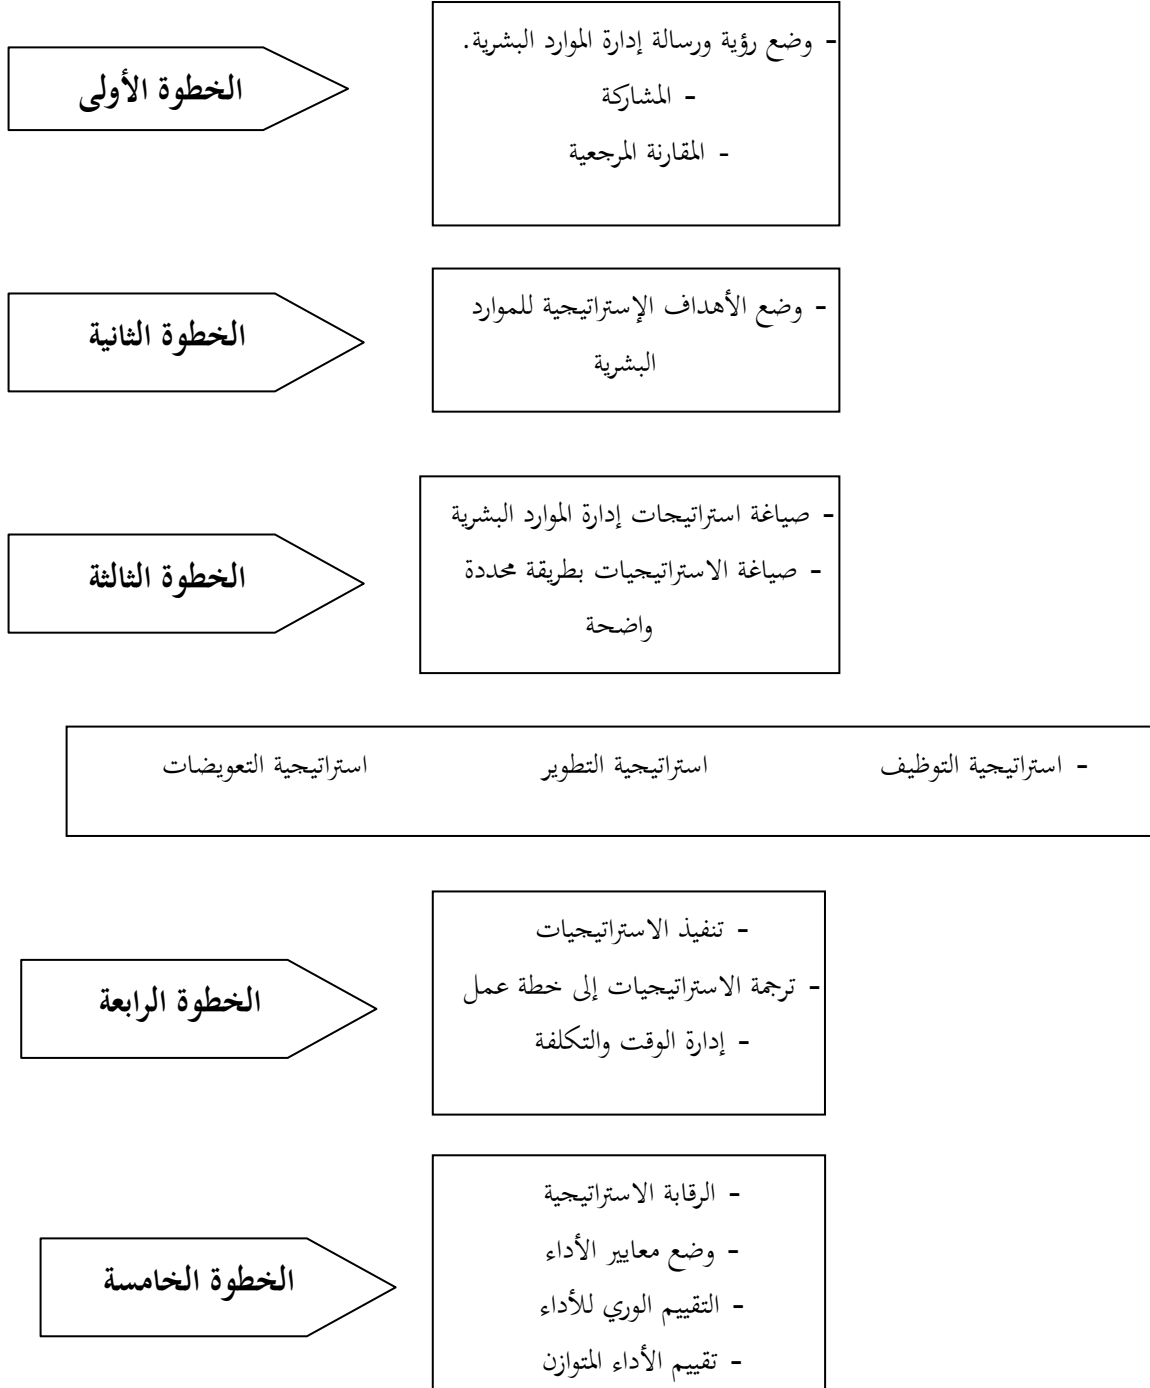 الخطوة الأولى
- وضع رؤية ورسالة إدارة الموارد البشرية.
- المشاركة
- المقارنة المرجعية
الخطوة الثانية
- وضع الأهداف الإستراتيجية للموارد
البشرية
الخطوة الثالثة
- صياغة استراتيجات إدارة الموارد البشرية
- صياغة الاستراتيجيات بطريقة محددة
واضحة
- استراتيجية التوظيف استراتيجية التطوير استراتيجية التعويضات
الخطوة الرابعة
- تنفيذ الاستراتيجيات
- ترجمة الاستراتيجيات إلى خطة عمل
- إدارة الوقت والتكلفة
الخطوة الخامسة
- الرقابة الاستراتيجية
- وضع معايير الأداء
- التقييم الوري للأداء
- تقييم الأداء المتوازن